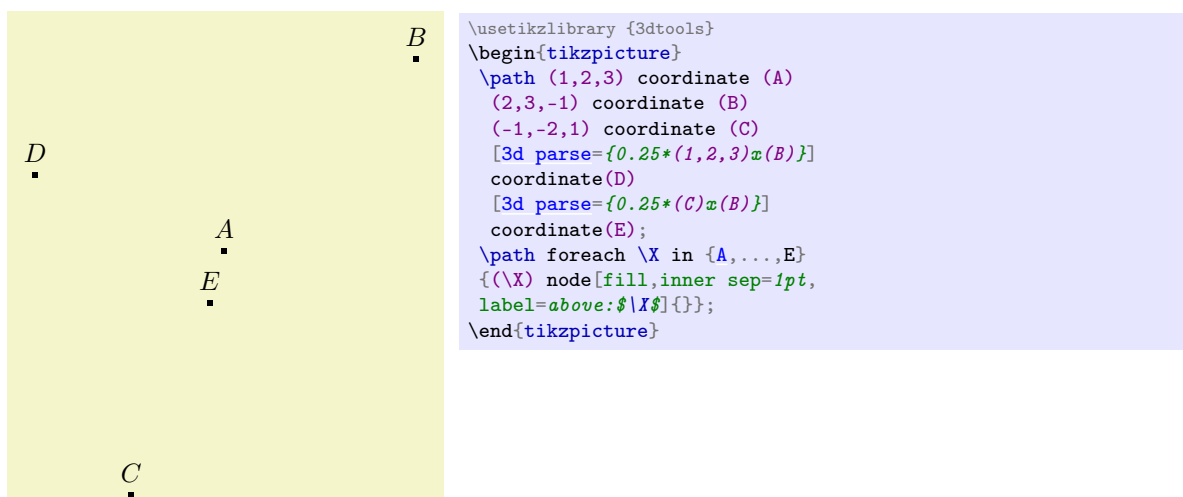 B
D
A
E
C
\usetikzlibrary {3dtools}
\begin{tikzpicture}
\path (1,2,3) coordinate (A)
(2,3,-1) coordinate (B)
(-1,-2,1) coordinate (C)
[3d parse={0.25*(1,2,3)x(B)}]
coordinate(D)
[3d parse={0.25*(C)x(B)}]
coordinate(E);
\path foreach \X in {A,...,E}
{(\X) node[fill,inner sep=1pt,
label=above:$\X$]{}};
\end{tikzpicture}